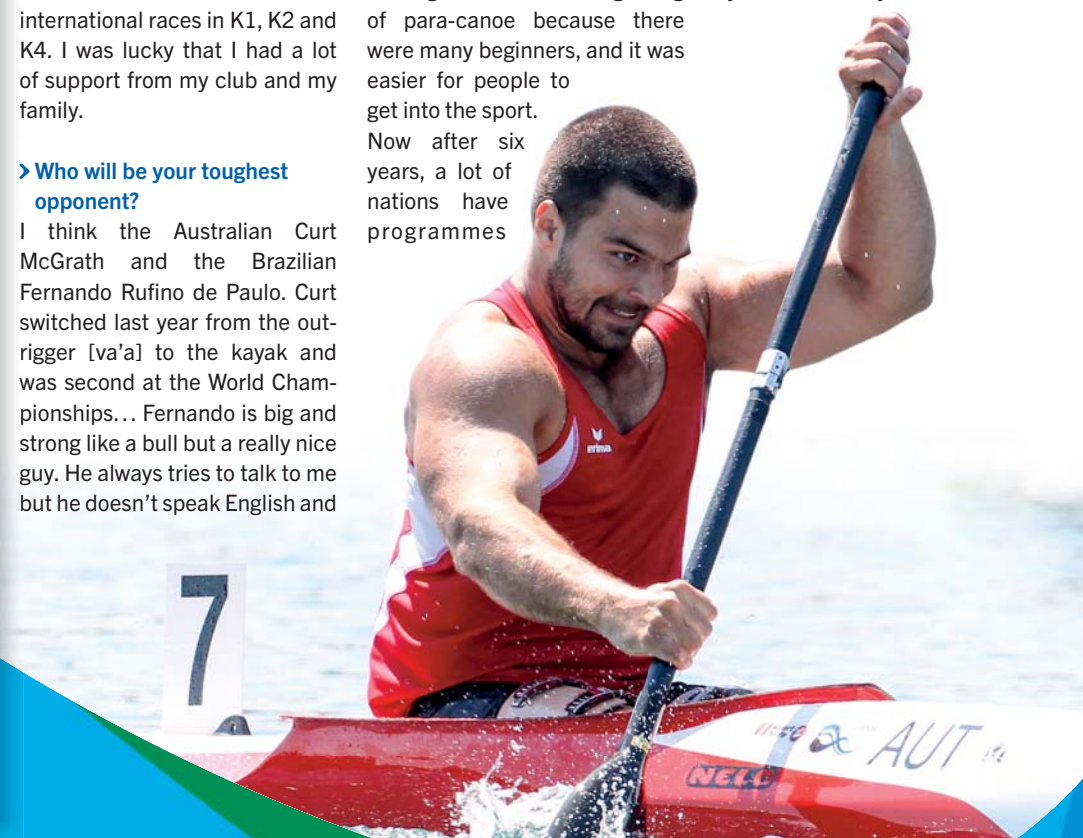 international races in K1, K2 and
K4. I was lucky that I had a lot
of support from my club and my
family.
> Who will be your toughest
opponent?
I think the Australian Curt
McGrath and the Brazilian
Fernando Rufino de Paulo. Curt
switched last year from the out-
rigger [va’a] to the kayak and
was second at the World Cham-
pionships... Fernando is big and
strong like a bull but a really nice
guy. He always tries to talk to me
but he doesn’t speak English and
of para-canoe because there
were many beginners, and it was
easier for people to
get into the sport.
Now after six
years, a lot of
nations have
programmes
erima
7
AUT
NELO